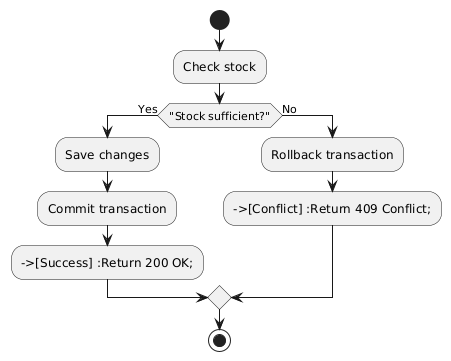 Check stock
"Stock sufficient?"
Yes
No
Save changes
Rollback transaction
Commit transaction
->[Conflict] :Return 409 Conflict;
->[Success] :Return 200 OK;